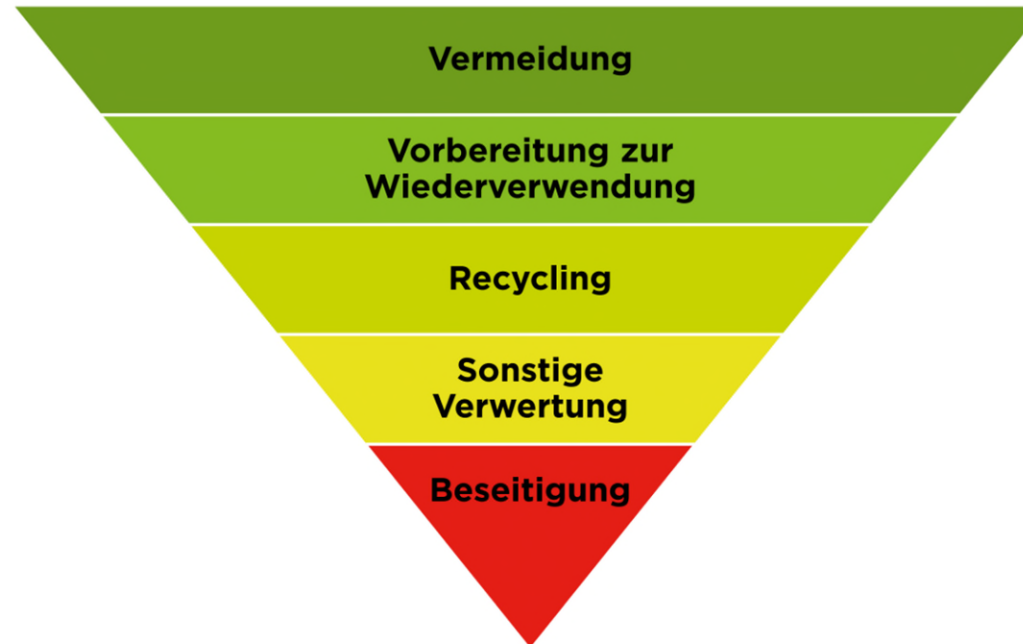 Vermeidung
Vorbereitung zur
Wiederverwendung
Recycling
Sonstige
Verwertung
Beseitigung